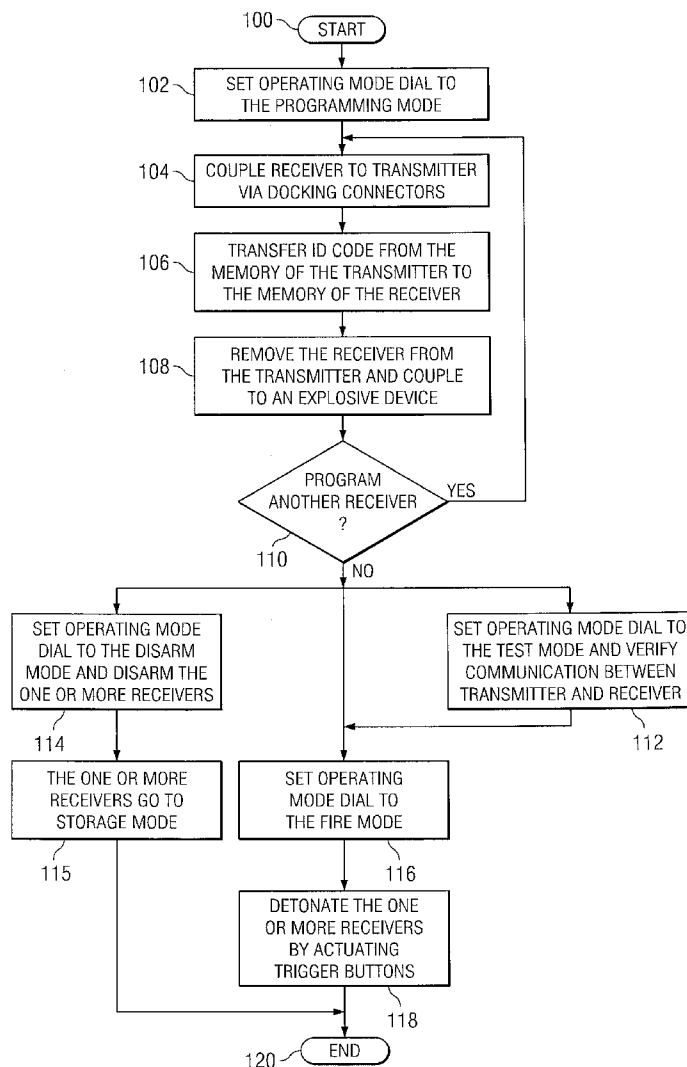 100
START
102
SET OPERATING MODE DIAL TO
THE PROGRAMMING MODE
104
COUPLE RECEIVER TO TRANSMITTER
VIA DOCKING CONNECTORS
106
TRANSFER ID CODE FROM THE
MEMORY OF THE TRANSMITTER TO
THE MEMORY OF THE RECEIVER
108
REMOVE THE RECEIVER FROM
THE TRANSMITTER AND COUPLE
TO AN EXPLOSIVE DEVICE
PROGRAM
ANOTHER RECEIVER
?
YES
110
NO
SET OPERATING MODE
DIAL TO THE DISARM
MODE AND DISARM THE
ONE OR MORE RECEIVERS
114
SET OPERATING MODE DIAL TO
THE TEST MODE AND VERIFY
COMMUNICATION BETWEEN
TRANSMITTER AND RECEIVER
112
THE ONE OR MORE
RECEIVERS GO TO
STORAGE MODE
115
SET OPERATING
MODE DIAL TO
THE FIRE MODE
116
DETONATE THE ONE
OR MORE RECEIVERS
BY ACTUATING
TRIGGER BUTTONS
118
120
END